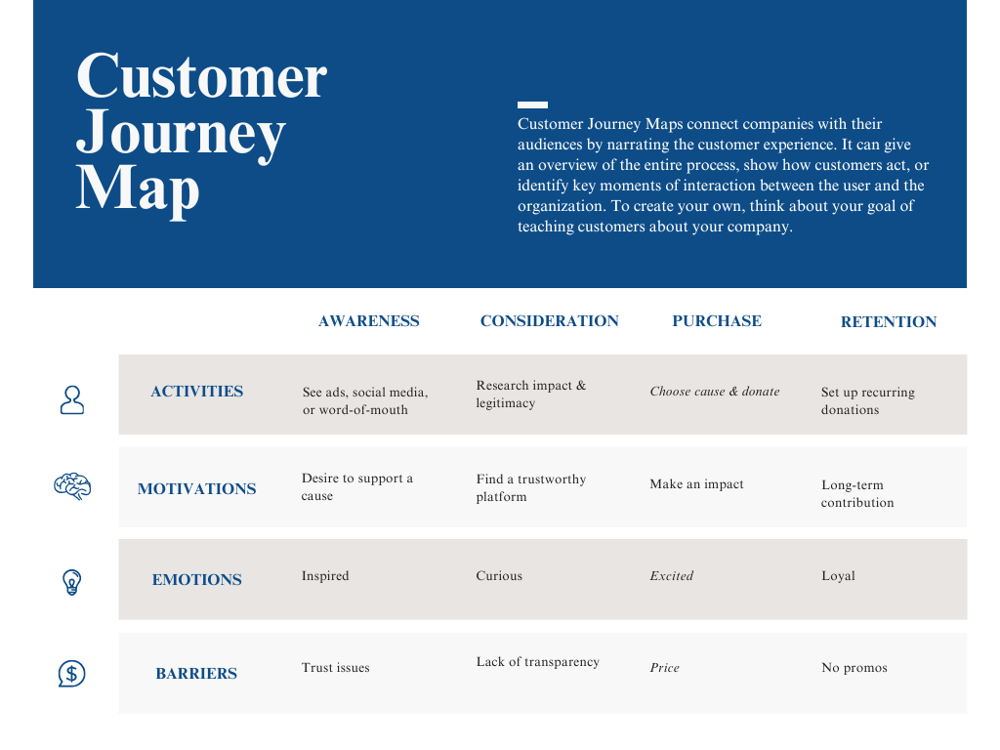 Customer
Journey
Map
Customer Journey Maps connect companies with their
audiences by narrating the customer experience. It can give
an overview of the entire process, show how customers act, or
identify key moments of interaction between the user and the
organization. To create your own, think about your goal of
teaching customers about your company.
AWARENESS CONSIDERATION PURCHASE RETENTION
ACTIVITIES
See ads, social media,
or word-of-mouth
Research impact &
legitimacy
Choose cause & donate
Set up recurring
donations
MOTIVATIONS
Desire to support a
cause
Find a trustworthy
platform
Make an impact
Long-term
contribution
EMOTIONS
Inspired
Curious
Excited
Loyal
BARRIERS
Trust issues
Lack of transparency
Price
No promos